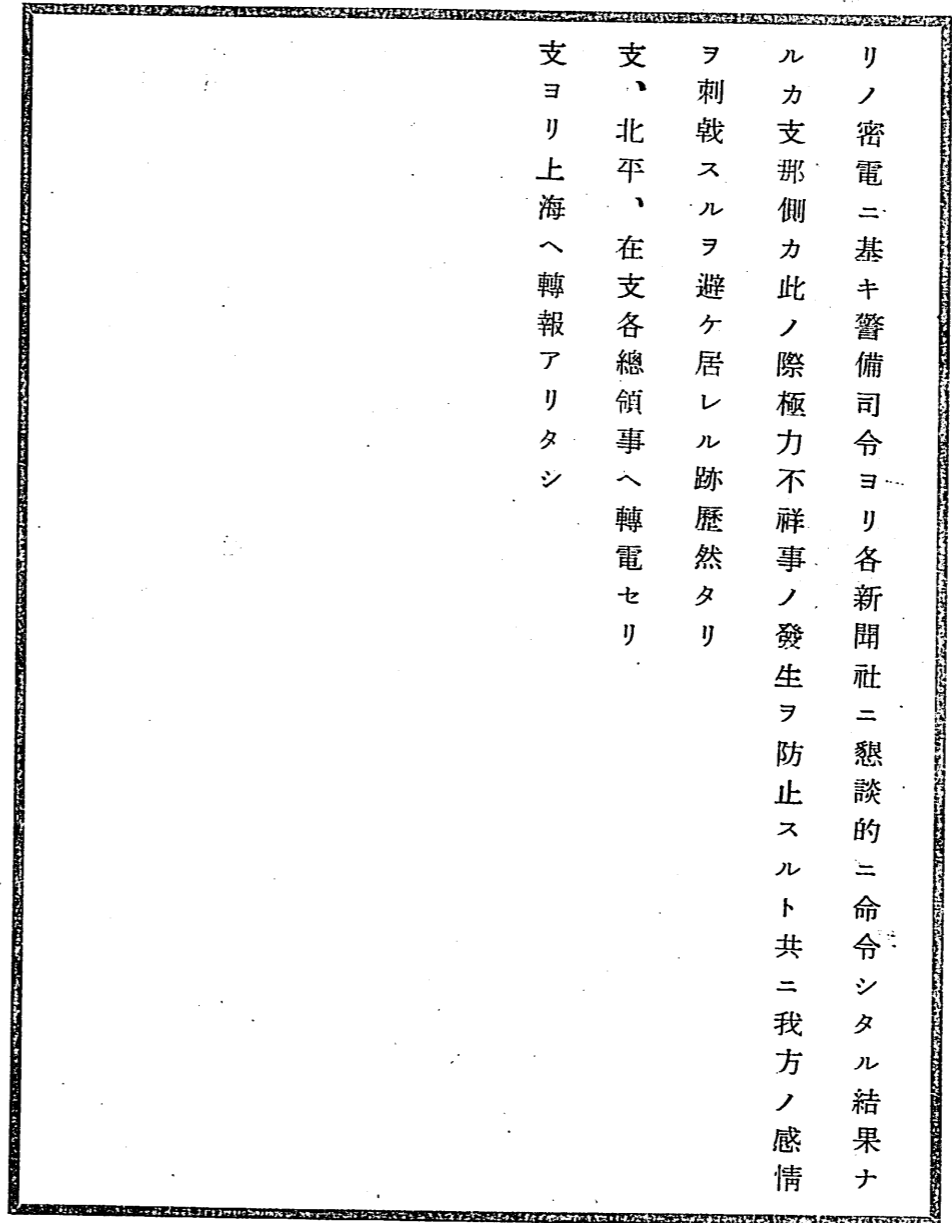 リノ密電ニ基キ警備司令ヨリ各新聞社ニ懇談的ニ命令シタル結果ナ
ルカ支那側カ此ノ際極力不祥事ノ發生ヲ防止スルト共ニ我方ノ感情
ヲ刺戟スルヲ避ケ居レル跡歷然タリ
支、北平、在支各總領事ヘ轉電セリ
支ヨリ上海ヘ轉報アリタシ